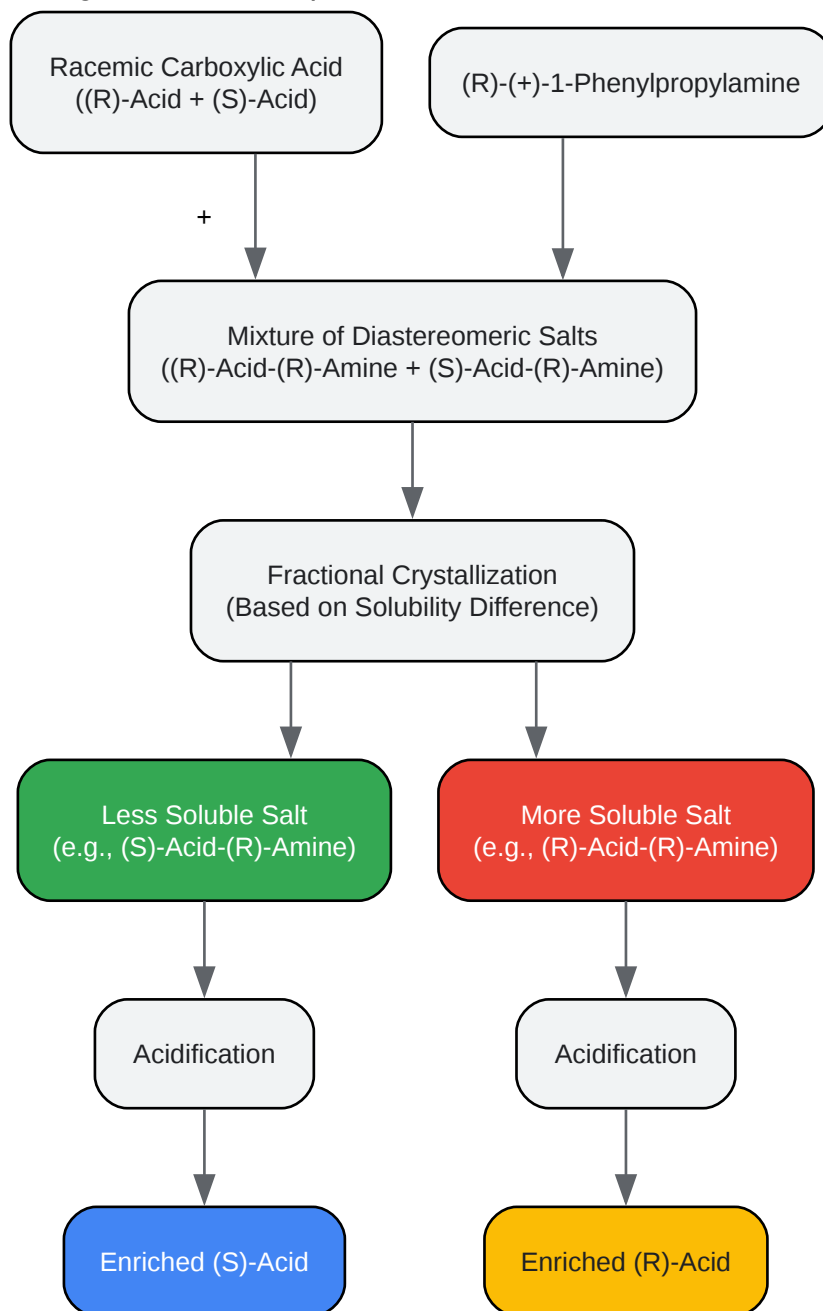 Racemic Carboxylic Acid
((R)-Acid + (S)-Acid)
(R)-(+)-1-Phenylpropylamine
+
Mixture of Diastereomeric Salts
((R)-Acid-(R)-Amine + (S)-Acid-(R)-Amine)
Fractional Crystallization
(Based on Solubility Difference)
Less Soluble Salt
(e.g., (S)-Acid-(R)-Amine)
More Soluble Salt
(e.g., (R)-Acid-(R)-Amine)
Acidification
Acidification
Enriched (S)-Acid
Enriched (R)-Acid